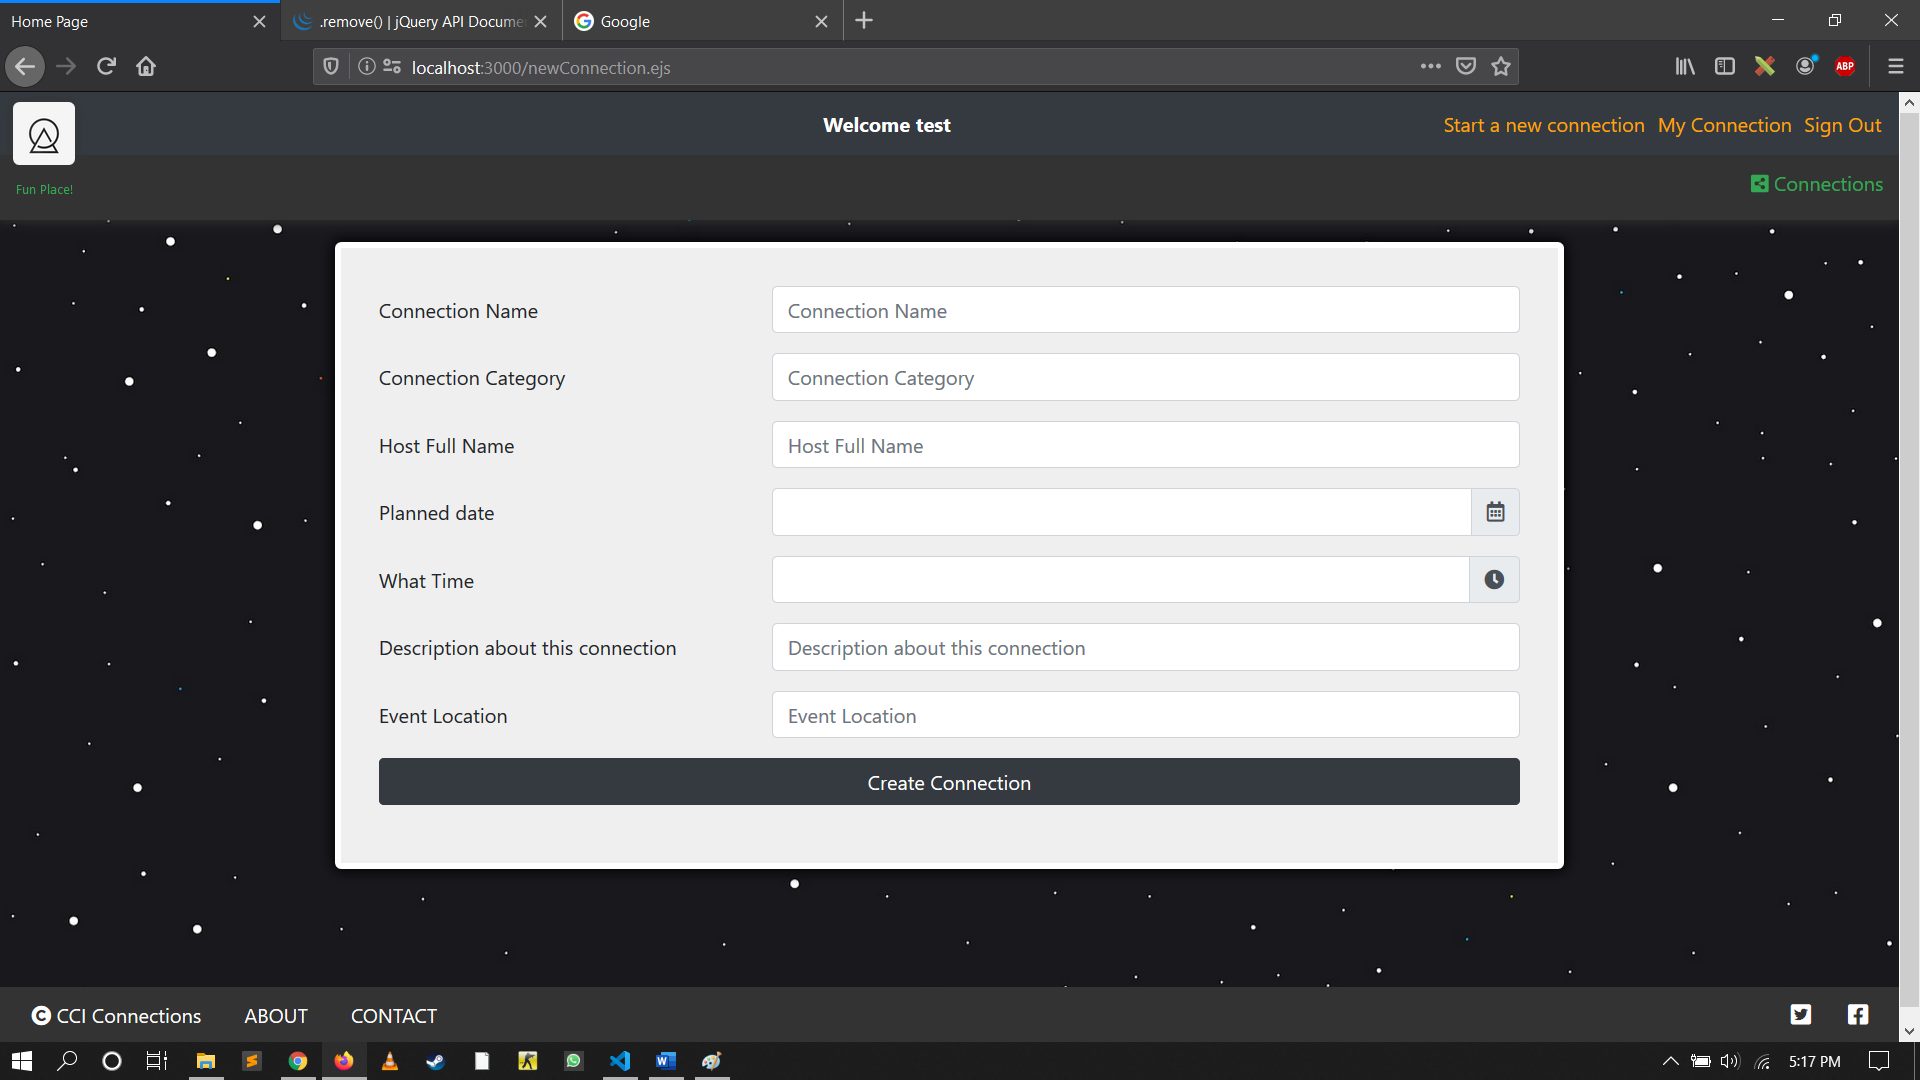 Home Page
.remove() | jQuery API Docume
Google
localhost:3000/newConnection.ejs
ABP
Welcome test
Start a new connection My Connection Sign Out
Fun Place!
Connections
Connection Name
Connection Name
Connection Category
Connection Category
Host Full Name
Host Full Name
Planned date
What Time
Description about this connection
Description about this connection
Event Location
Event Location
Create Connection
CCI Connections ABOUT CONTACT
5:17 PM